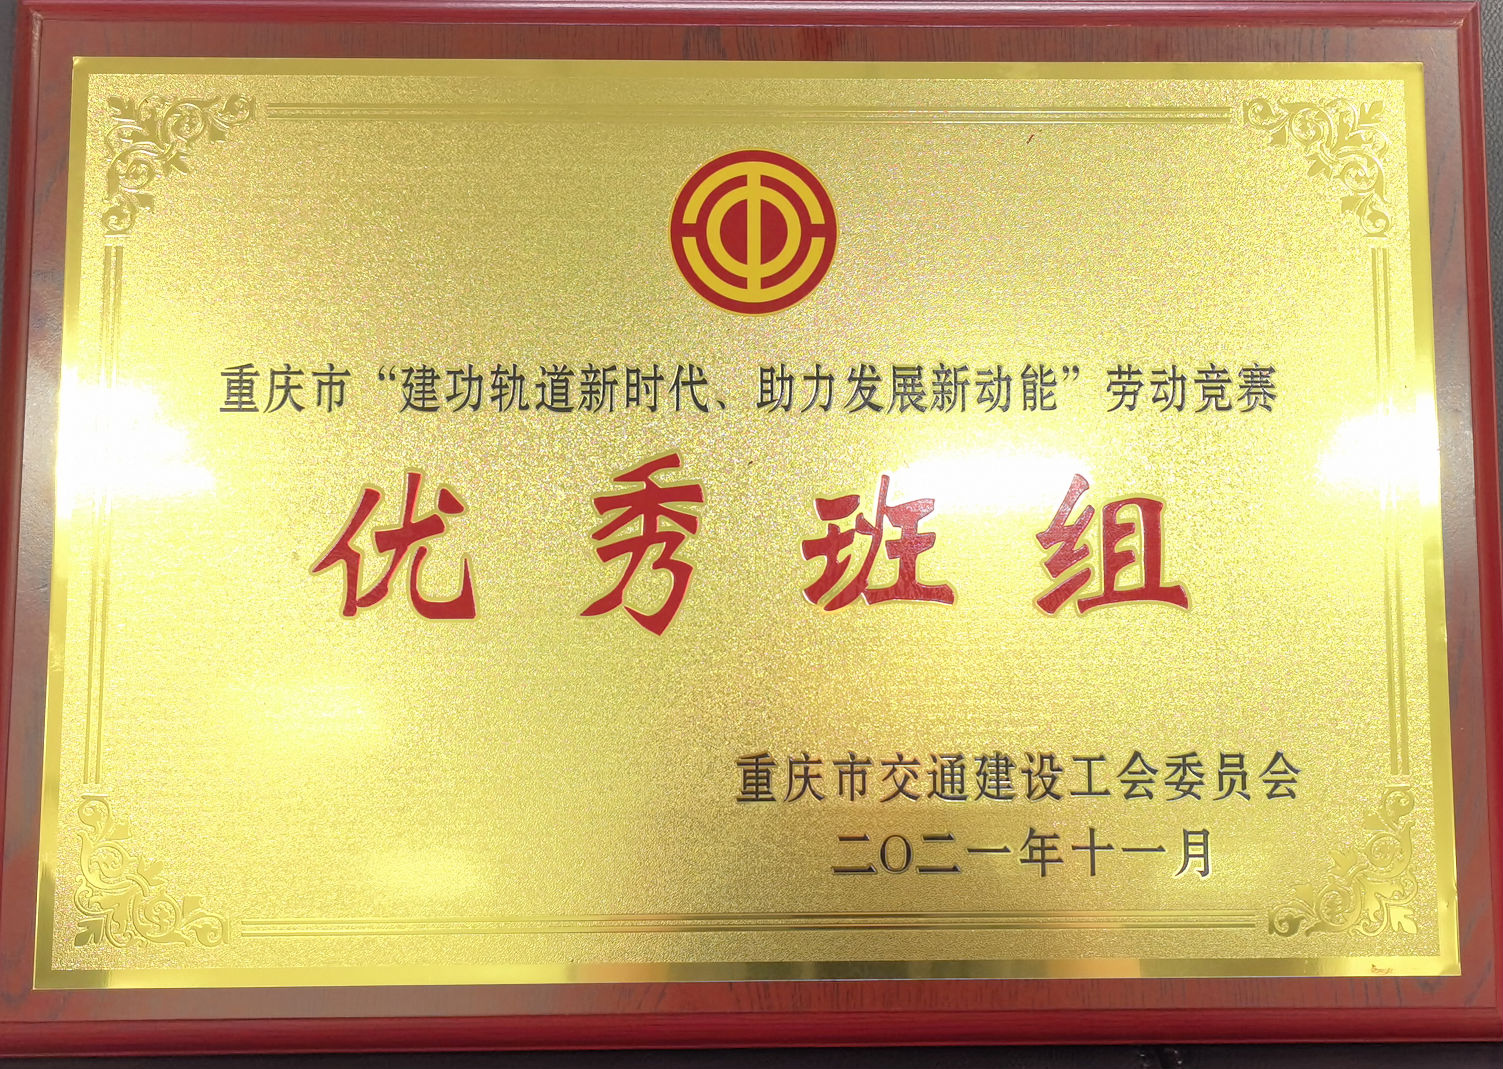 重庆市“建功轨道新时代、助力发展新动能”劳动竞赛
优秀班组
重庆市交通建设工会委员会
二〇二一年十一月